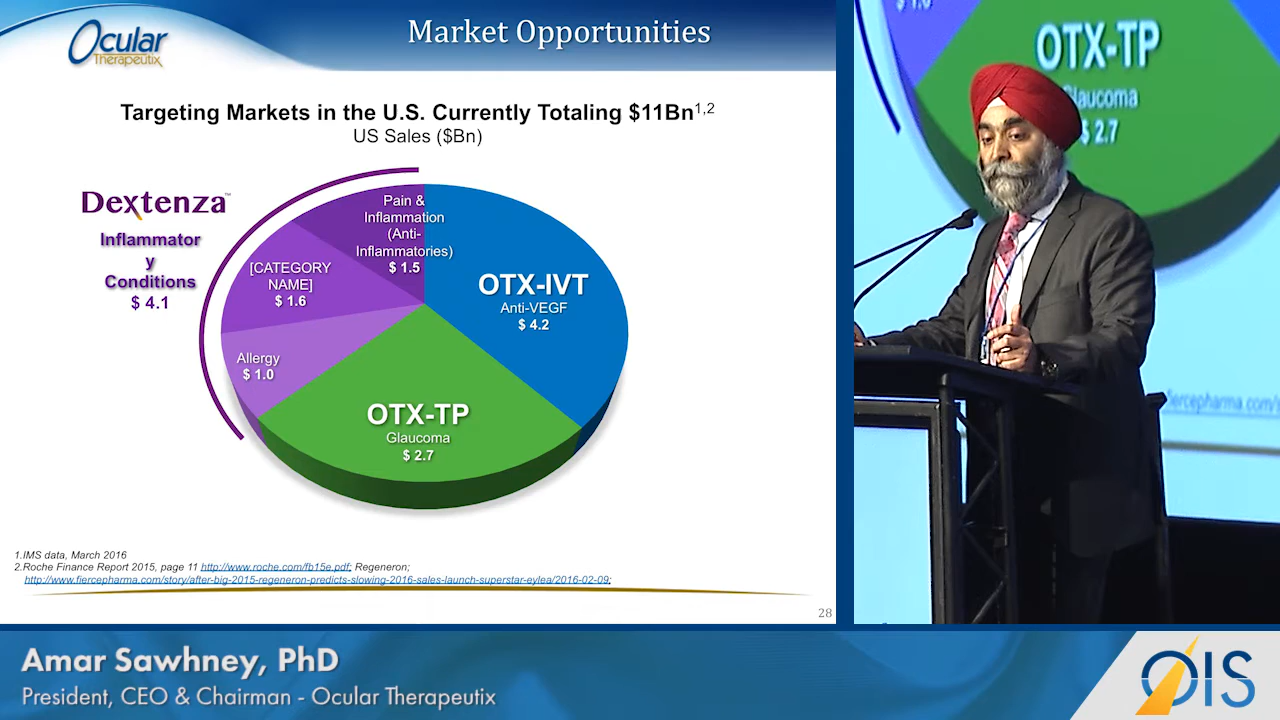 Ocular
Therapeutix
Market Opportunities
Targeting Markets in the U.S. Currently Totaling $11Bn1,2
US Sales ($Bn)
Dextenza™
Inflammator
y
Conditions
$ 4.1
Pain &
Inflammation
(Anti-
Inflammatories)
$ 1.5
[CATEGORY
NAME]
$ 1.6
Allergy
$ 1.0
OTX-IVT
Anti-VEGF
$ 4.2
OTX-TP
Glaucoma
$ 2.7
1.IMS data, March 2016
2.Roche Finance Report 2015, page 11 http://www.roche.com/fb15e.pdf; Regeneron;
http://www.fiercepharma.com/story/after-big-2015-regeneron-predicts-slowing-2016-sales-launch-superstar-eylea/2016-02-09;
28
$ 1.6
OTX-TP
Glaucoma
$ 2.7
fiercepharma.com/
Amar Sawhney, PhD
President, CEO & Chairman - Ocular Therapeutix
OIS